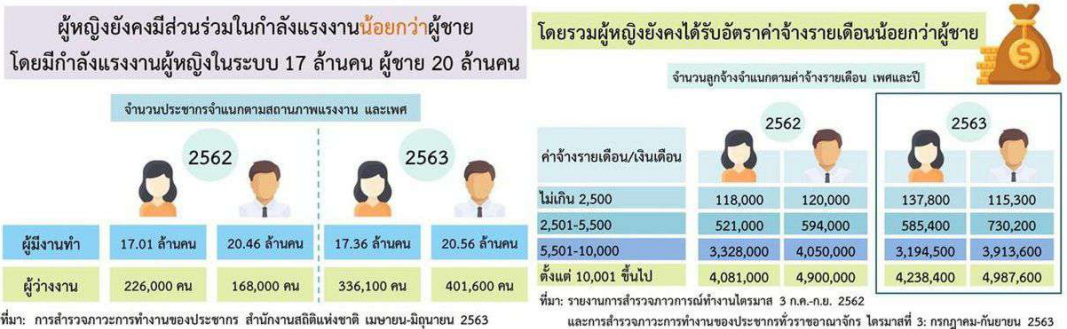 ผู้หญิงยังคงมีส่วนร่วมในกำลังแรงงานน้อยกว่าผู้ชาย
โดยมีกำลังแรงงานผู้หญิงในระบบ 17 ล้านคน ผู้ชาย 20 ล้านคน
จำนวนประชากรจำแนกตามสถานภาพแรงงาน และเพศ
2562 2563
ผู้มีงานทำ 17.01 ล้านคน 20.46 ล้านคน 17.36 ล้านคน 20.56 ล้านคน
ผู้ว่างงาน 226,000 คน 168,000 คน 336,100 คน 401,600 คน
ที่มา: การสำรวจภาวะการทำงานของประชากร สำนักงานสถิติแห่งชาติ เมษายน-มิถุนายน 2563
โดยรวมผู้หญิงยังคงได้รับอัตราค่าจ้างรายเดือนน้อยกว่าผู้ชาย
จำนวนลูกจ้างจำแนกตามค่าจ้างรายเดือน เพศและปี
2562 2563
ค่าจ้างรายเดือน/เงินเดือน
ไม่เกิน 2,500 118,000 120,000 137,800 115,300
2,501-5,500 521,000 594,000 585,400 730,200
5,501-10,000 3,328,000 4,050,000 3,194,500 3,913,600
ตั้งแต่ 10,001 ขึ้นไป 4,081,000 4,900,000 4,238,400 4,987,600
ที่มา: รายงานการสำรวจภาวการณ์ทำงานไตรมาส 3 ก.ค.-ก.ย. 2562
และการสำรวจภาวะการทำงานของประชากรทั่วราชอาณาจักร ไตรมาสที่ 3: กรกฎาคม-กันยายน 2563